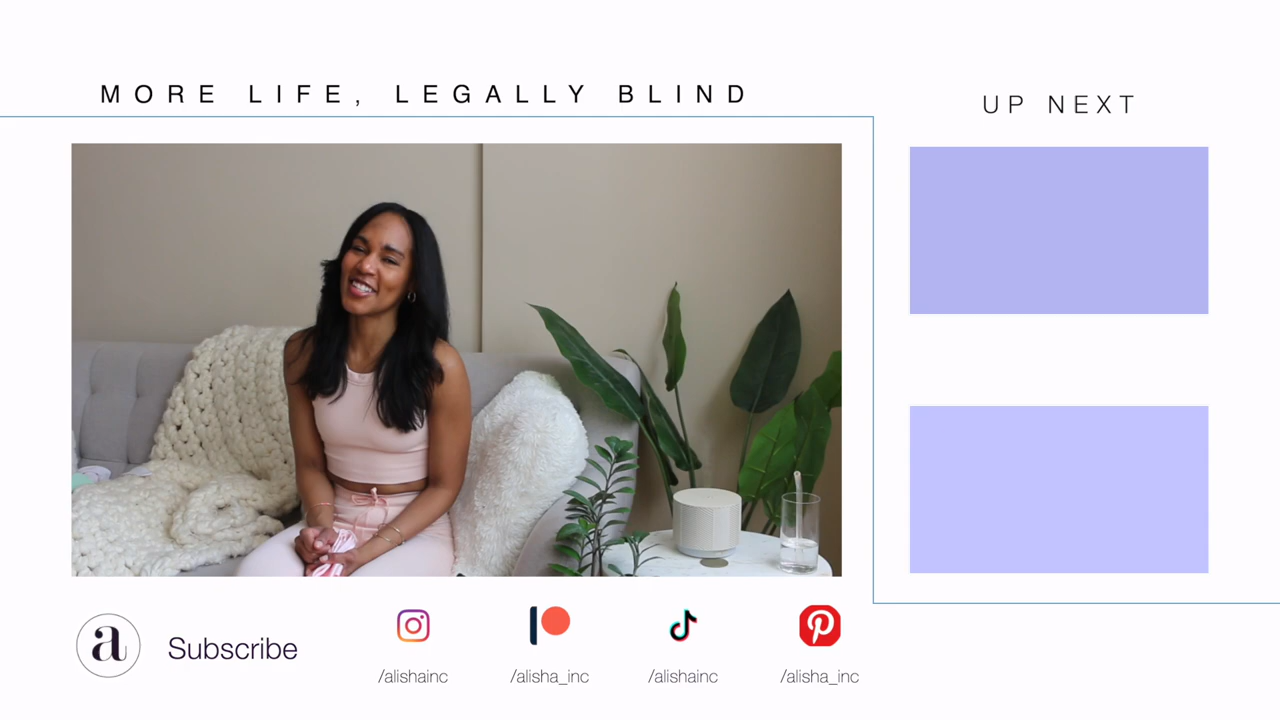 MORE LIFE, LEGALLY BLIND
UP NEXT
a
Subscribe
/alishainc
/alisha_inc
/alishainc
/alisha_inc